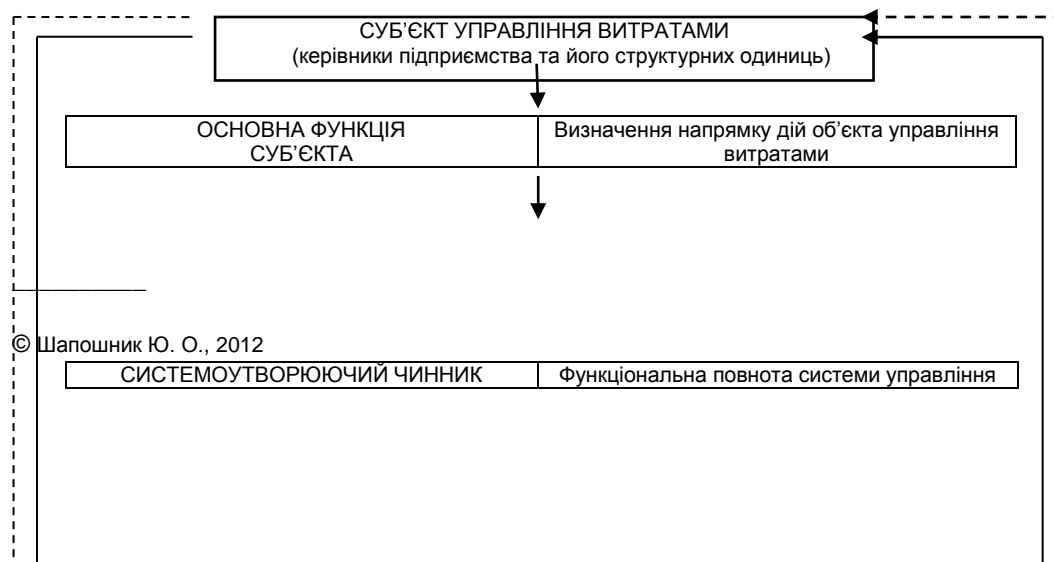 СУБ’ЄКТ УПРАВЛІННЯ ВИТРАТАМИ
(керівники підприємства та його структурних одиниць)
ОСНОВНА ФУНКЦІЯ
СУБ’ЄКТА
Визначення напрямку дій об’єкта управління
витратами
© Шапошник Ю. О., 2012
СИСТЕМОУТВОРЮЮЧИЙ ЧИННИК
Функціональна повнота системи управління